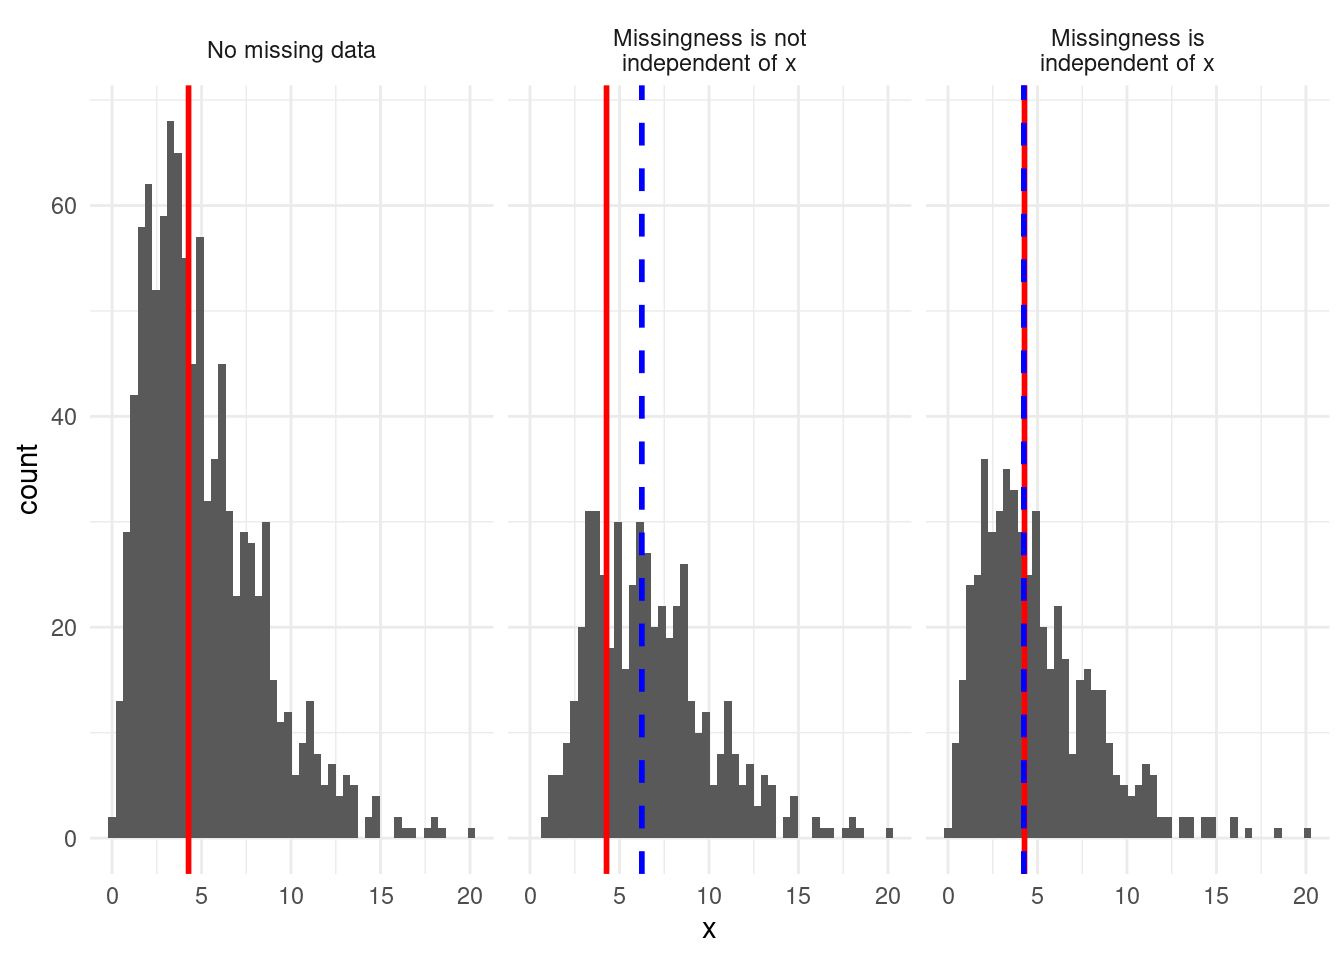 No missing data
Missingness is not
independent of x
Missingness is
independent of x
60
40
20
0
count
0 5 10 15 20
0 5 10 15 20
0 5 10 15 20
x